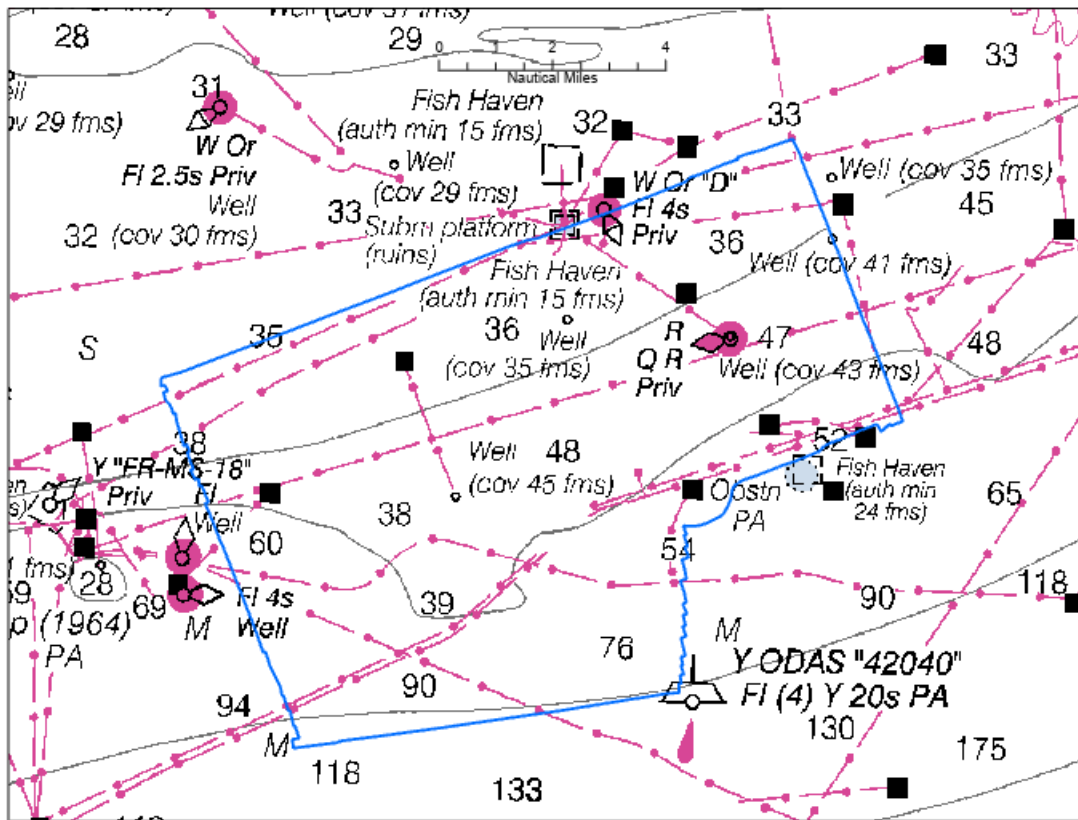 Well (cov 37 fms)
28
29
0 2 4
Nautical Miles
33
31
Fish Haven
(auth min 15 fms)
32
33
ov 29 fms)
W Or
Fl 2.5s Priv
Well
(cov 30 fms)
32
33
Well
(cov 29 fms)
W Or "D"
Fl 4s
Priv
Well (cov 35 fms)
45
Subm platform
(ruins)
36
Well (cov 41 fms)
Fish Haven
(auth min 15 fms)
S
35
36
Well
(cov 35 fms)
R
Q R
Priv
47
Well (cov 43 fms)
48
38
Y "FR-MS-18"
Priv
Fl
Well
Well
(cov 45 fms)
48
52
Fish Haven
(auth min
24 fms)
Obstn
PA
65
38
60
54
1 fms)
28
59
69
Fl 4s
Well
M
p (1964)
PA
39
90
118
76
M
Y ODAS "42040"
Fl (4) Y 20s PA
90
94
M
130
175
118
133